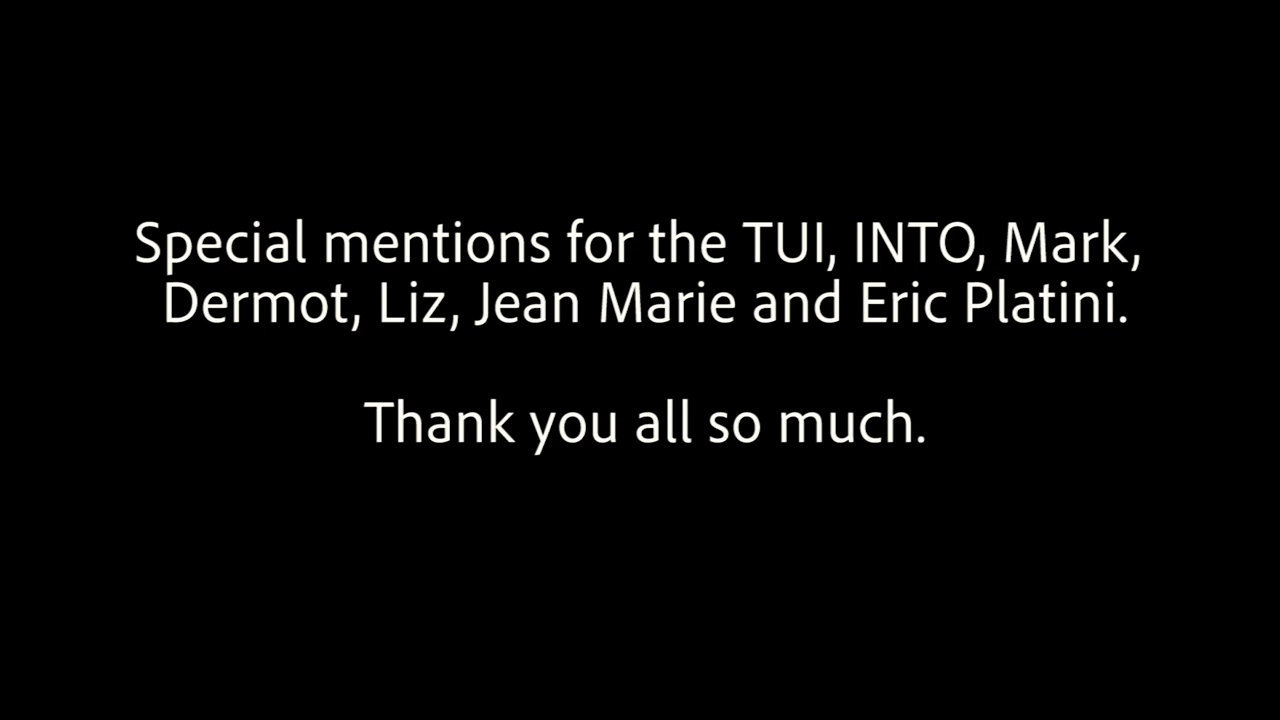 Special mentions for the TUI, INTO, Mark,
Dermot, Liz, Jean Marie and Eric Platini.
Thank you all so much.